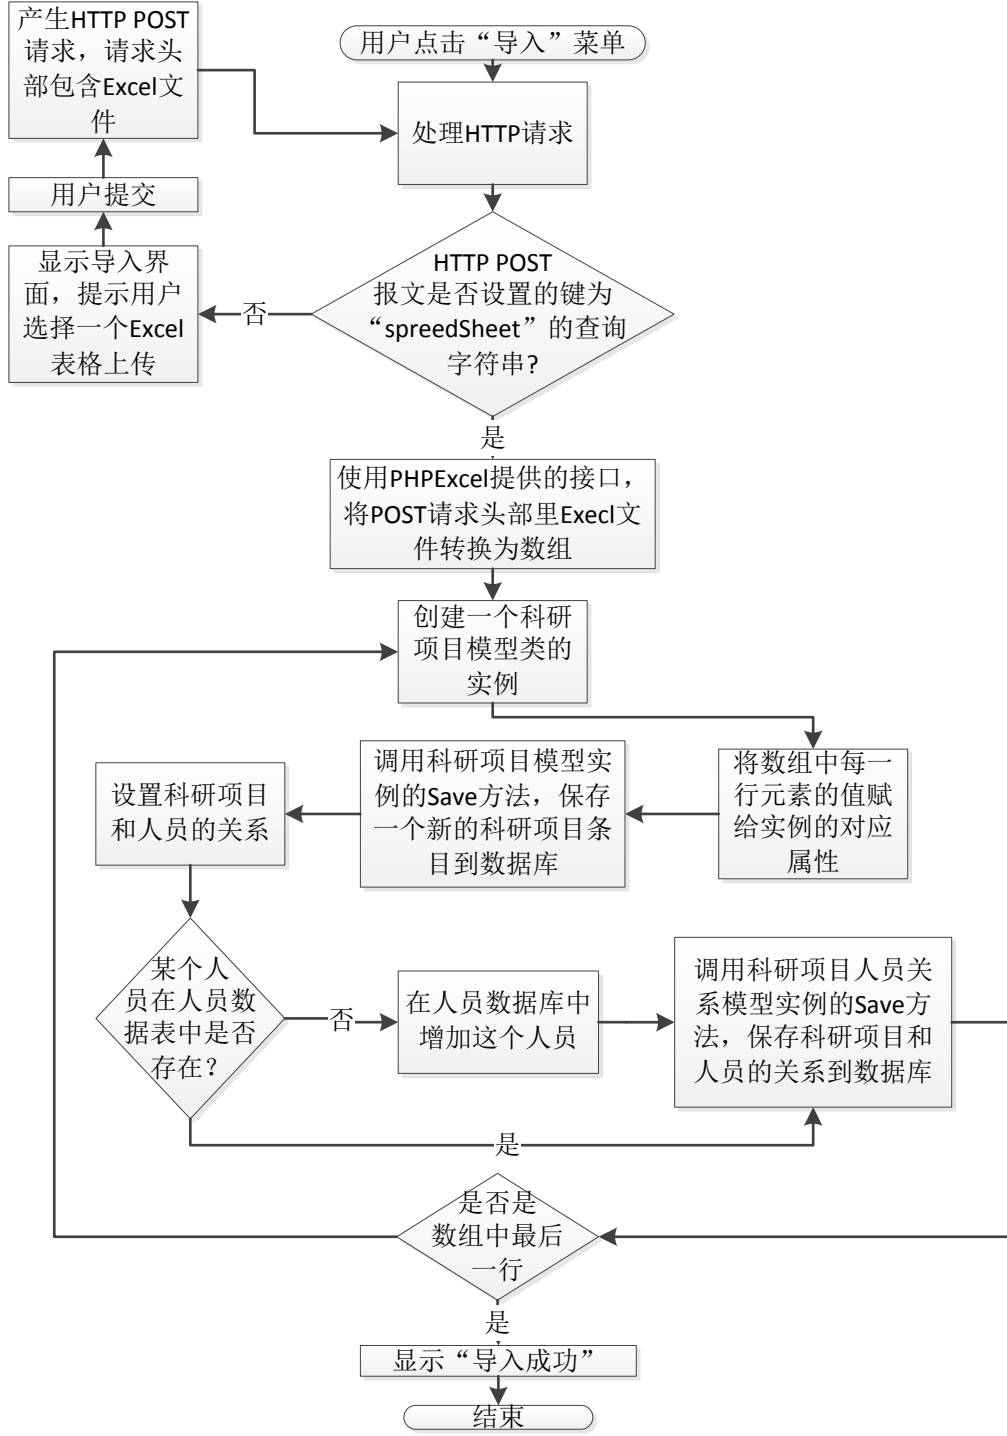 产生HTTP POST
请求，请求头
部包含Excel文
件
用户点击“导入”菜单
处理HTTP请求
用户提交
显示导入界
面，提示用户
选择一个Excel
表格上传
否
HTTP POST
报文是否设置的键为
“spreedSheet”的查询
字符串？
是
使用PHPExcel提供的接口，
将POST请求头部里Execl文
件转换为数组
创建一个科研
项目模型类的
实例
将数组中每一
行元素的值赋
给实例的对应
属性
调用科研项目模型实
例的Save方法，保存
一个新的科研项目条
目到数据库
设置科研项目
和人员的关系
某个人
员在人员数
据表中是否
存在？
否
在人员数据库中
增加这个人员
调用科研项目人员关
系模型实例的Save方
法，保存科研项目和
人员的关系到数据库
是
是否是
数组中最后
一行
是
显示“导入成功”
结束